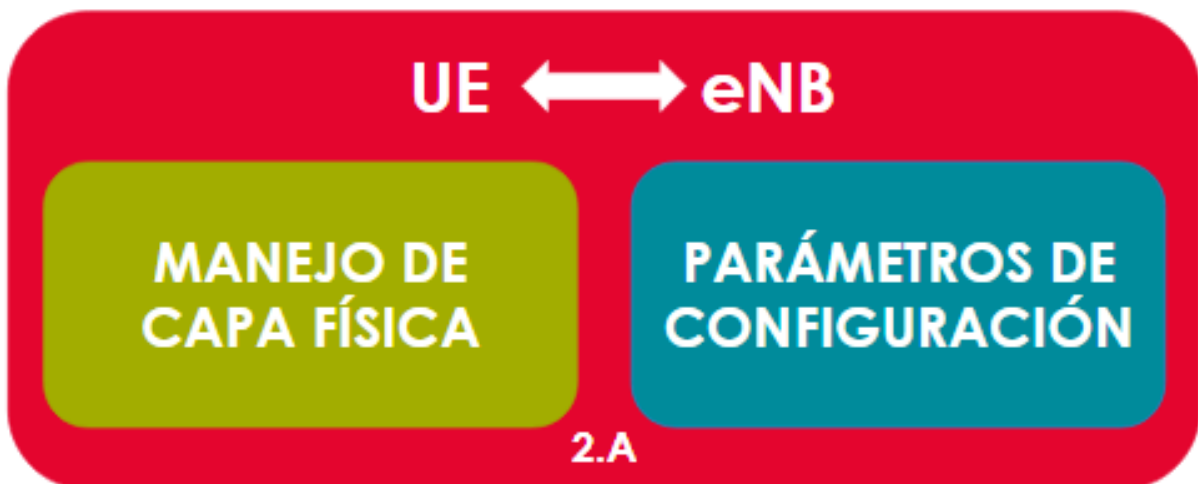 UE eNB
MANEJO DE
CAPA FÍSICA
PARÁMETROS DE
CONFIGURACIÓN
2.A